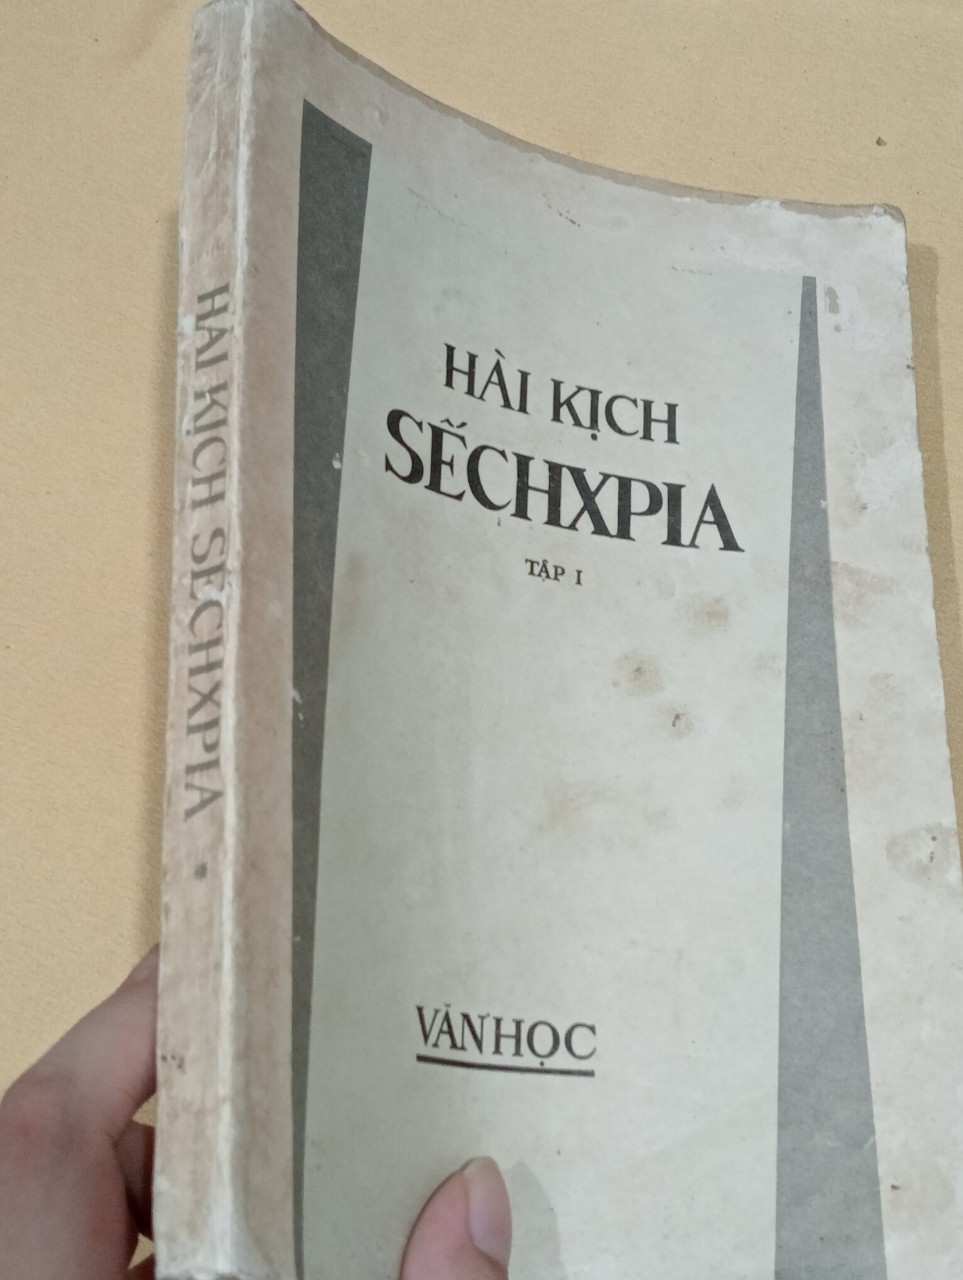 HÀI KỊCH SẾCHXPIA *
HÀI KỊCH
SẾCHXPIA
TẬP I
VĂN HỌC